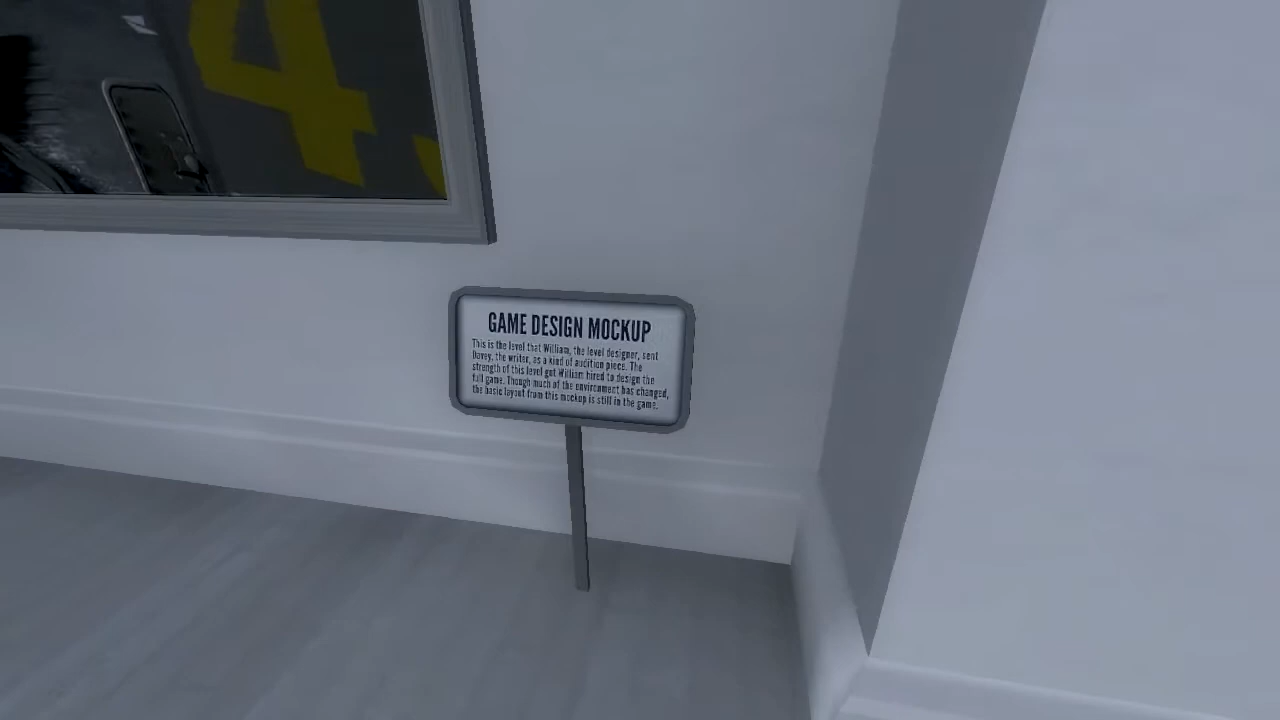 4.
GAME DESIGN MOCKUP
This is the level that William, the level designer, sent
Davey, the writer, as a kind of audition piece. The
strength of this level got William hired to design the
full game. Though much of the environment has changed,
the basic layout from this mockup is still in the game.